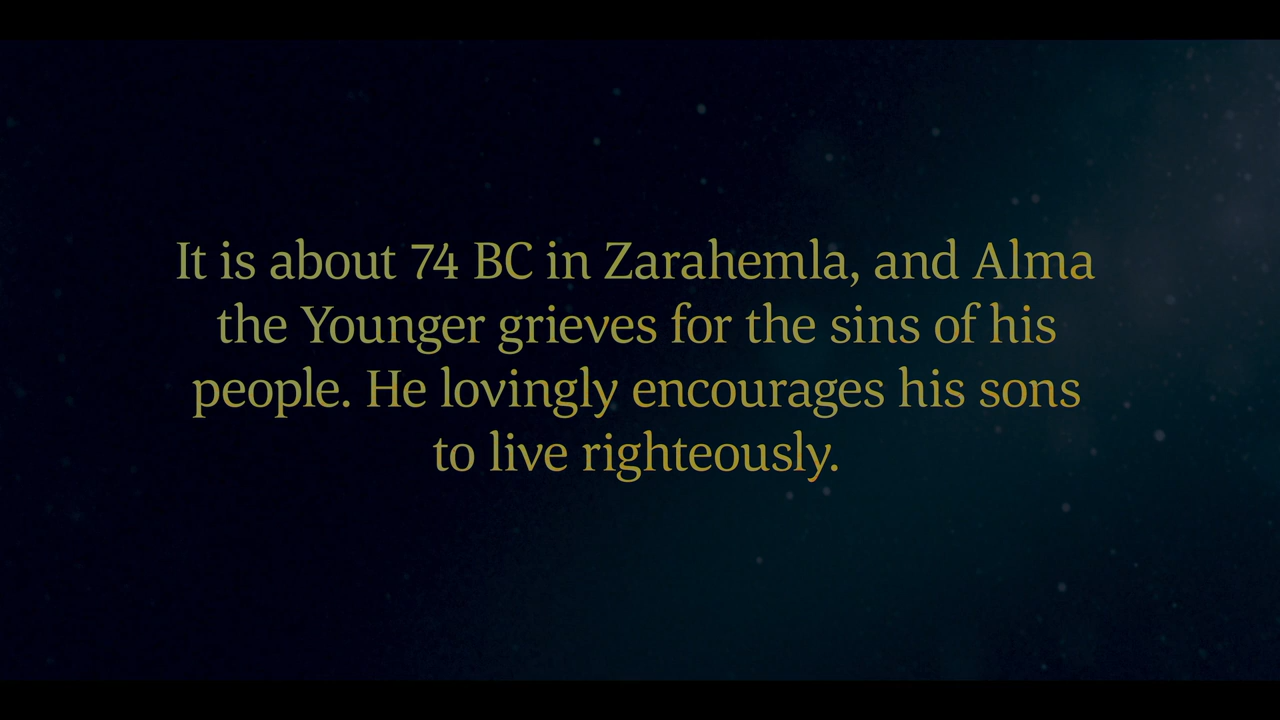 It is about 74 BC in Zarahemla, and Alma
the Younger grieves for the sins of his
people. He lovingly encourages his sons
to live righteously.